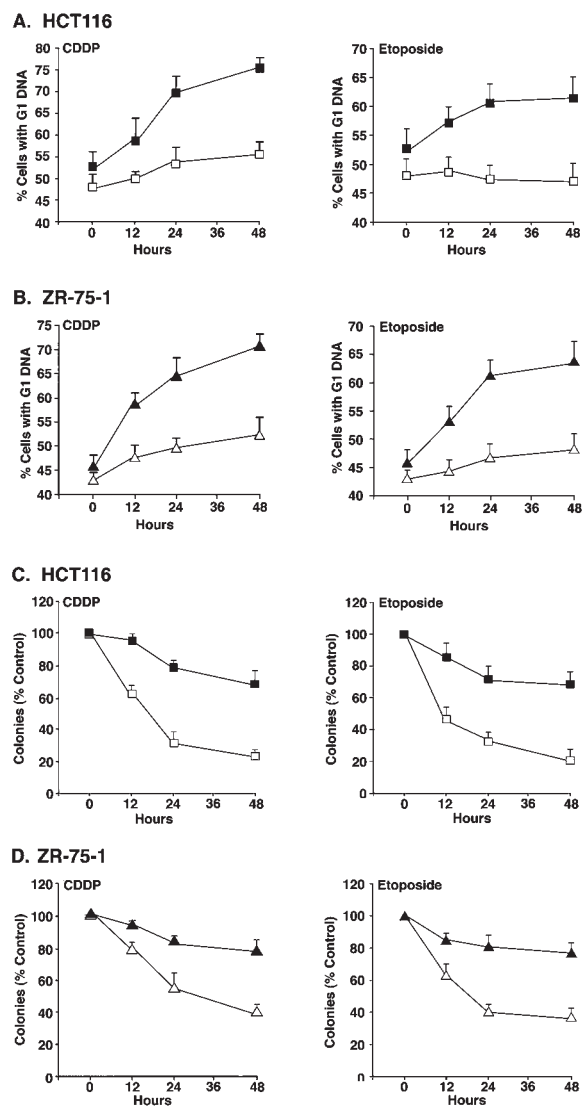 A. HCT116
CDDP
% Cells with G1 DNA
80
75
70
65
60
55
50
45
40
0 12 24 36 48
Hours
Etoposide
% Cells with G1 DNA
70
65
60
55
50
45
40
0 12 24 36 48
Hours
B. ZR-75-1
CDDP
% Cells with G1 DNA
75
70
65
60
55
50
45
40
0 12 24 36 48
Hours
Etoposide
% Cells with G1 DNA
70
65
60
55
50
45
40
0 12 24 36 48
Hours
C. HCT116
CDDP
Colonies (% Control)
120
100
80
60
40
20
0
0 12 24 36 48
Hours
Etoposide
Colonies (% Control)
120
100
80
60
40
20
0
0 12 24 36 48
Hours
D. ZR-75-1
CDDP
Colonies (% Control)
120
100
80
60
40
20
0
0 12 24 36 48
Hours
Etoposide
Colonies (% Control)
120
100
80
60
40
20
0
0 12 24 36 48
Hours